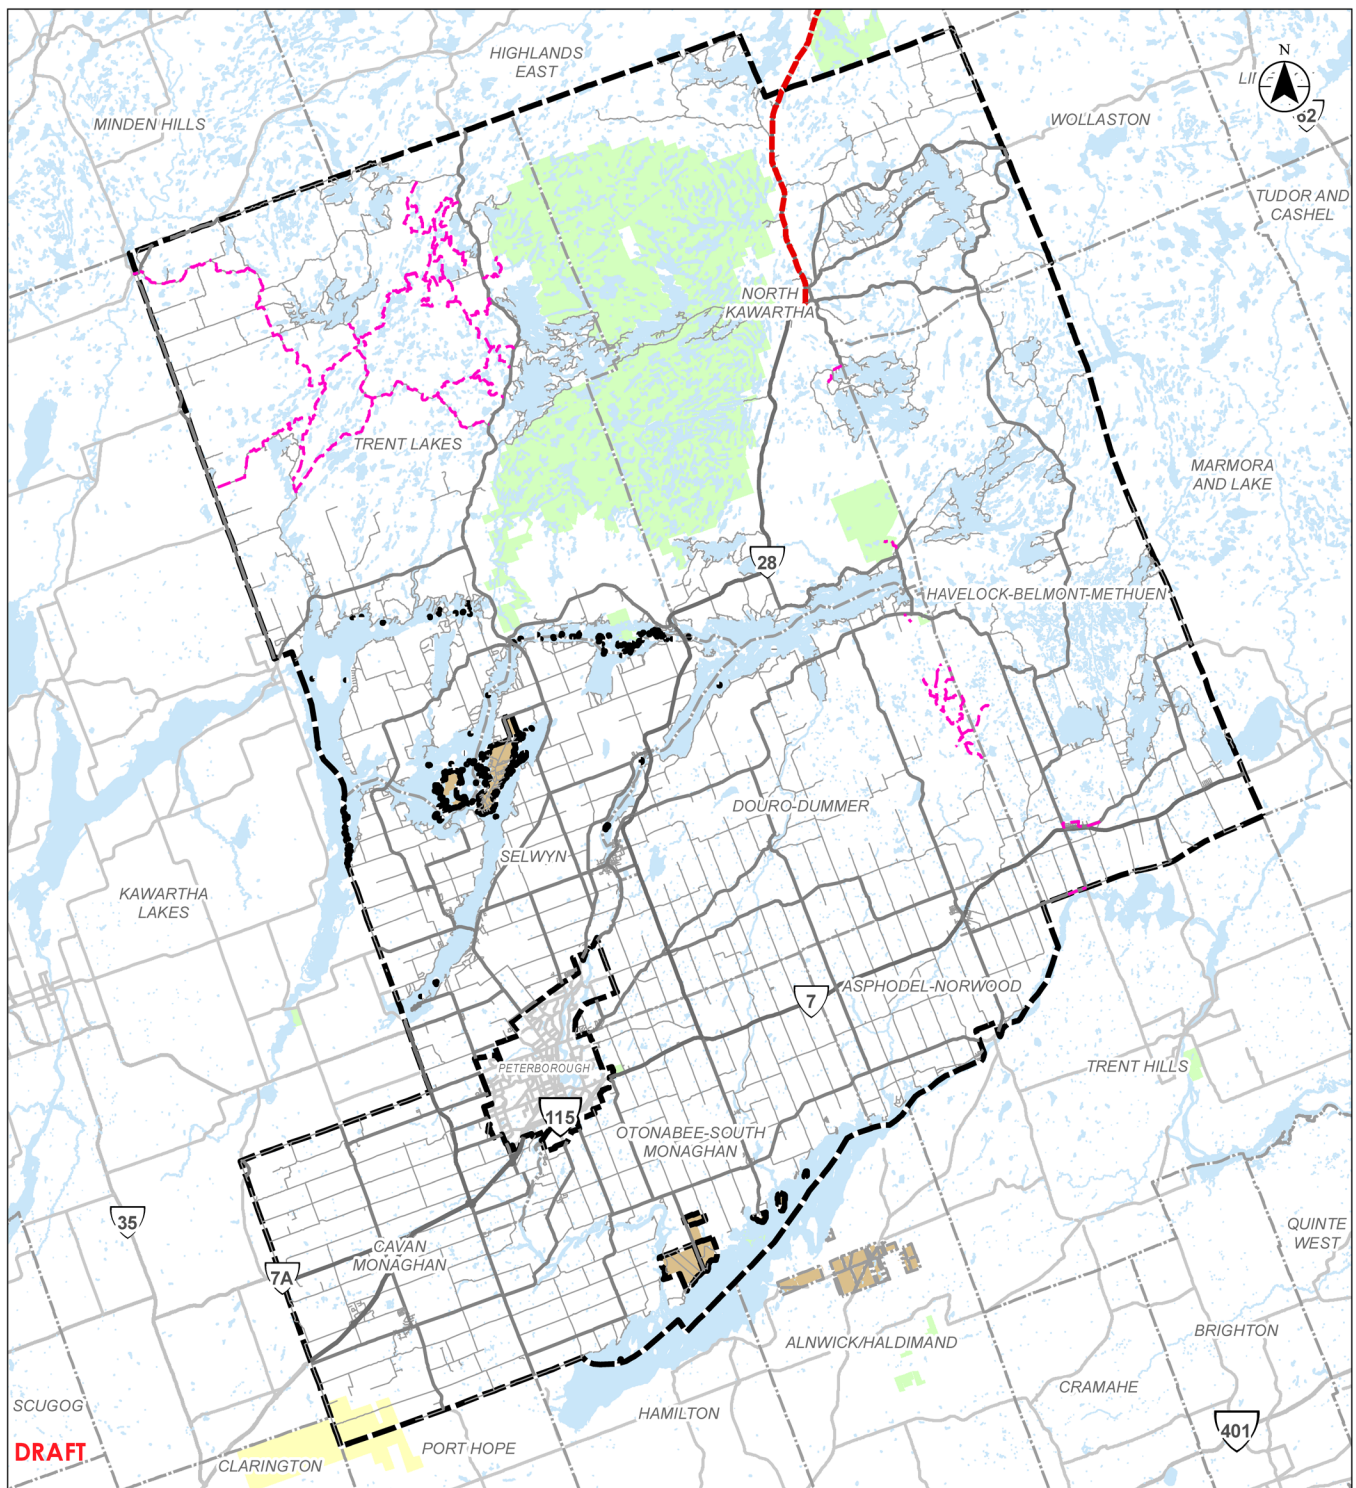 HIGHLANDS
EAST
N
LI
62
MINDEN HILLS
WOLLASTON
TUDOR AND
CASHEL
NORTH
KAWARTHA
TRENT LAKES
MARMORA
AND LAKE
28
HAVELOCK-BELMONT-METHUEN
DOURO-DUMMER
SELWYN
KAWARTHA
LAKES
ASPHODEL-NORWOOD
7
TRENT HILLS
PETERBOROUGH
115
OTONABEE-SOUTH
MONAGHAN
35
QUINTE
WEST
CAVAN
MONAGHAN
7A
BRIGHTON
ALNWICK/HALDIMAND
CRAMAHE
SCUGOG
HAMILTON
401
DRAFT
PORT HOPE
CLARINGTON